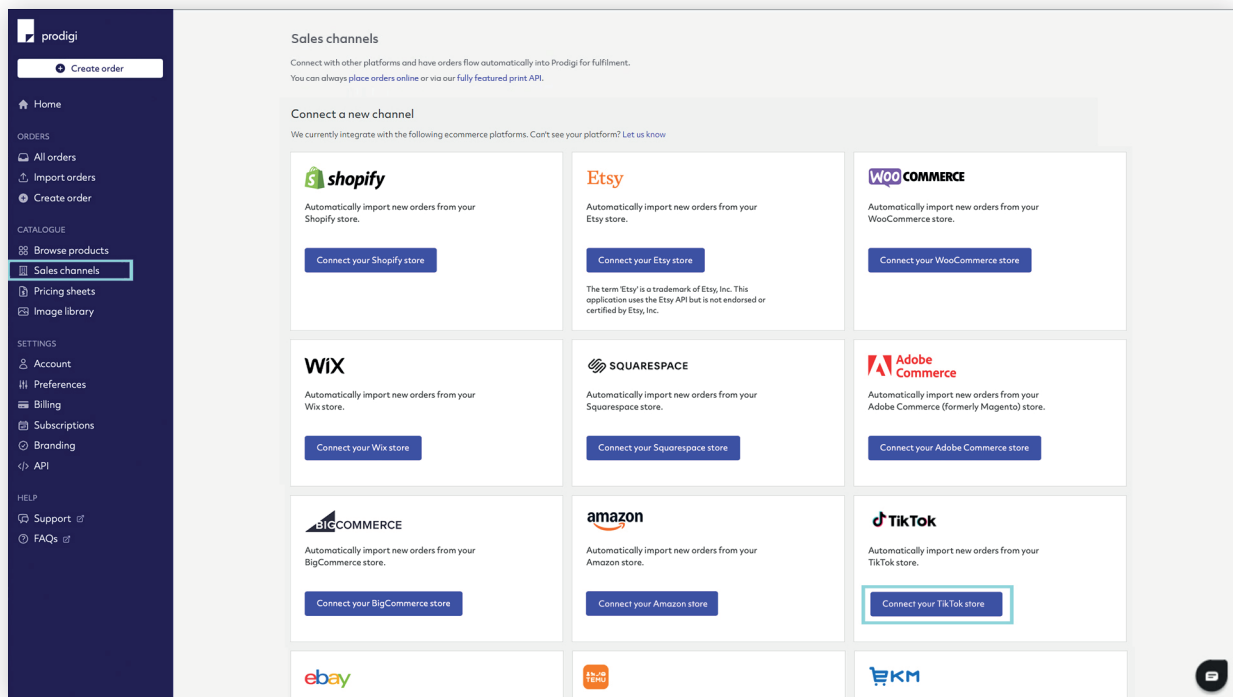 prodigi
Create order
Home
ORDERS
All orders
Import orders
Create order
CATALOGUE
Browse products
Sales channels
Pricing sheets
Image library
SETTINGS
Account
Preferences
Billing
Subscriptions
Branding
API
HELP
Support
FAQs
Sales channels
Connect with other platforms and have orders flow automatically into Prodigi for fulfilment.
You can always place orders online or via our fully featured print API.
Connect a new channel
We currently integrate with the following ecommerce platforms. Can't see your platform? Let us know
shopify
Automatically import new orders from your
Shopify store.
Connect your Shopify store
Etsy
Automatically import new orders from your
Etsy store.
Connect your Etsy store
The term 'Etsy' is a trademark of Etsy, Inc. This
application uses the Etsy API but is not endorsed or
certified by Etsy, Inc.
WOO COMMERCE
Automatically import new orders from your
WooCommerce store.
Connect your WooCommerce store
WiX
Automatically import new orders from your
Wix store.
Connect your Wix store
SQUARESPACE
Automatically import new orders from your
Squarespace store.
Connect your Squarespace store
Adobe
Commerce
Automatically import new orders from your
Adobe Commerce (formerly Magento) store.
Connect your Adobe Commerce store
BIGCOMMERCE
Automatically import new orders from your
BigCommerce store.
Connect your BigCommerce store
amazon
Automatically import new orders from your
Amazon store.
Connect your Amazon store
TikTok
Automatically import new orders from your
TikTok store.
Connect your TikTok store
ebay
TEMU
KM